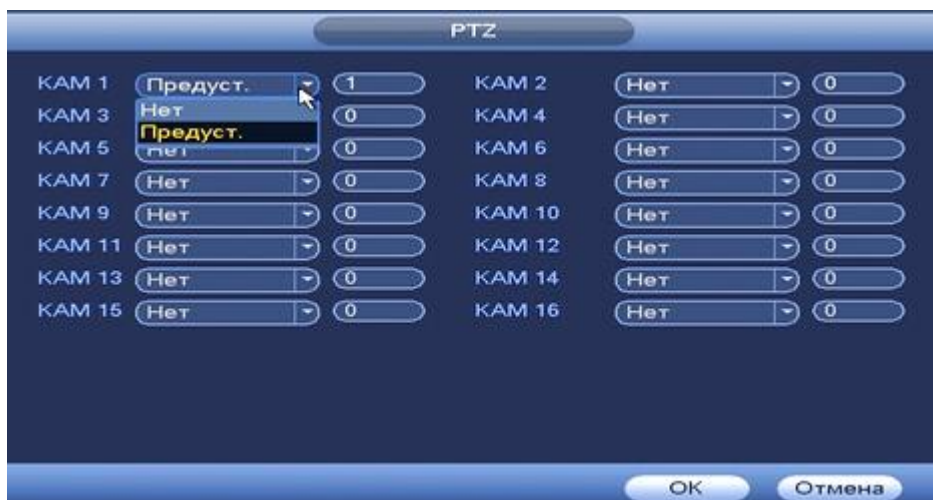 PTZ
КАМ 1 Предуст. 1 КАМ 2 Нет 0
КАМ 3 Нет 0 КАМ 4 Нет 0
Предуст.
КАМ 5 Нет 0 КАМ 6 Нет 0
КАМ 7 Нет 0 КАМ 8 Нет 0
КАМ 9 Нет 0 КАМ 10 Нет 0
КАМ 11 Нет 0 КАМ 12 Нет 0
КАМ 13 Нет 0 КАМ 14 Нет 0
КАМ 15 Нет 0 КАМ 16 Нет 0
OK Отмена